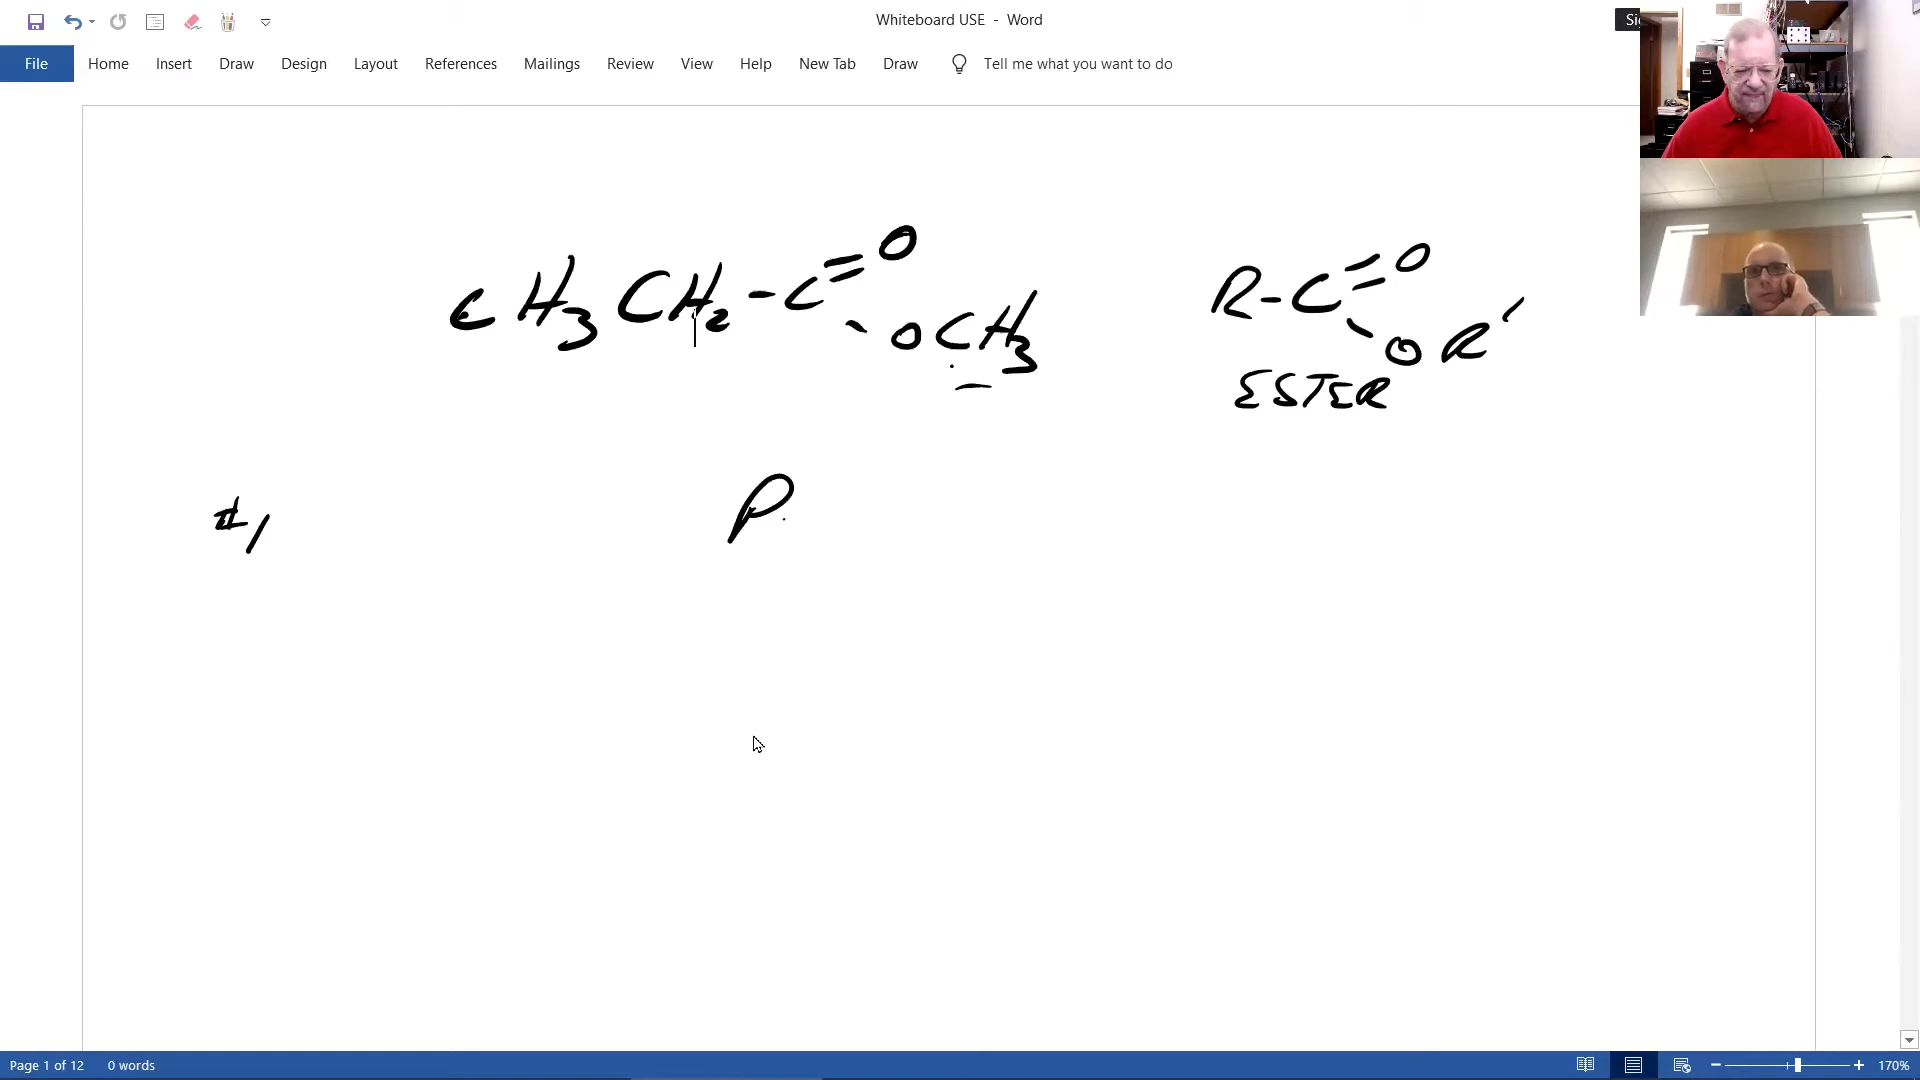 Whiteboard USE - Word
Si
File Home Insert Draw Design Layout References Mailings Review View Help New Tab Draw Tell me what you want to do
CH3CH2-C=O
OCH3
R-C=O
OR'
ESTER
#1 P
Page 1 of 12 0 words 170%